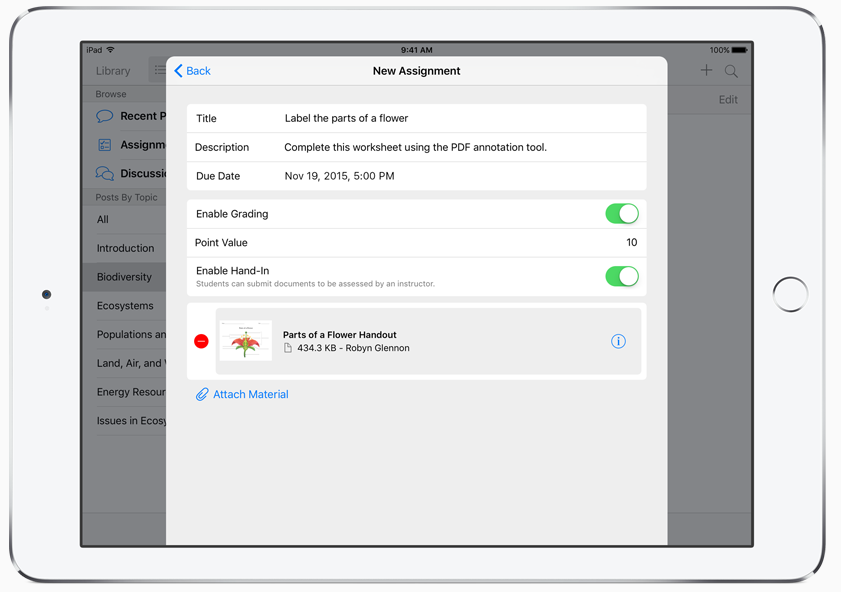 iPad 9:41 AM 100%
Library
Back
New Assignment
Edit
Browse
Recent P
Assignm
Discussio
Posts By Topic
All
Introduction
Biodiversity
Ecosystems
Populations an
Land, Air, and
Energy Resour
Issues in Ecosy
Title Label the parts of a flower
Description Complete this worksheet using the PDF annotation tool.
Due Date Nov 19, 2015, 5:00 PM
Enable Grading
Point Value 10
Enable Hand-In
Students can submit documents to be assessed by an instructor.
Parts of a Flower Handout
434.3 KB - Robyn Glennon
Attach Material